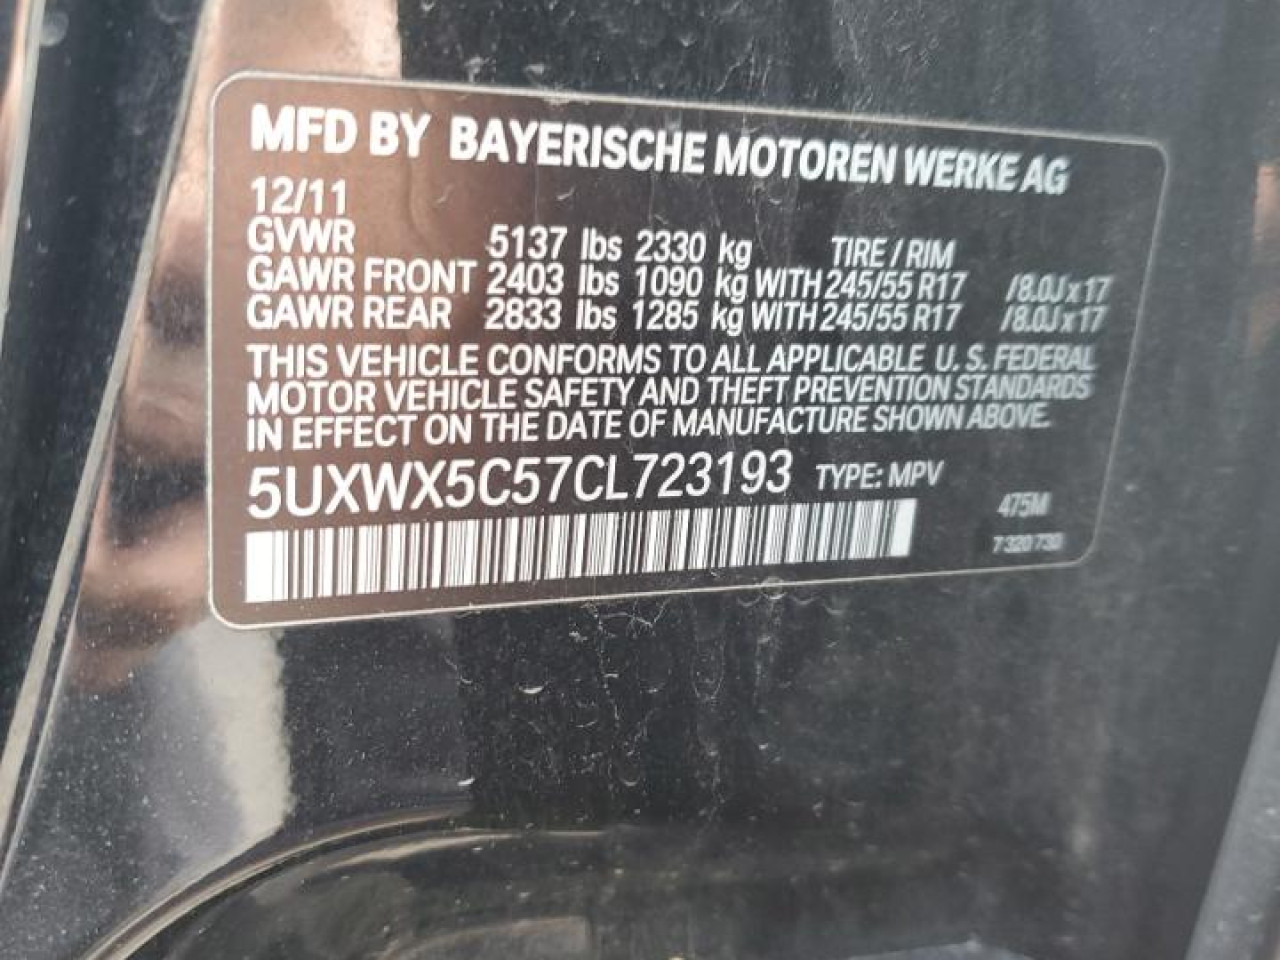 MFD BY BAYERISCHE MOTOREN WERKE AG
12/11
GVWR 5137 lbs 2330 kg TIRE / RIM
GAWR FRONT 2403 lbs 1090 kg WITH 245/55 R17 /8.0J x 17
GAWR REAR 2833 lbs 1285 kg WITH 245/55 R17 /8.0J x 17
THIS VEHICLE CONFORMS TO ALL APPLICABLE U. S. FEDERAL
MOTOR VEHICLE SAFETY AND THEFT PREVENTION STANDARDS
IN EFFECT ON THE DATE OF MANUFACTURE SHOWN ABOVE.
5UXWX5C57CL723193 TYPE: MPV
475M
7 320 730